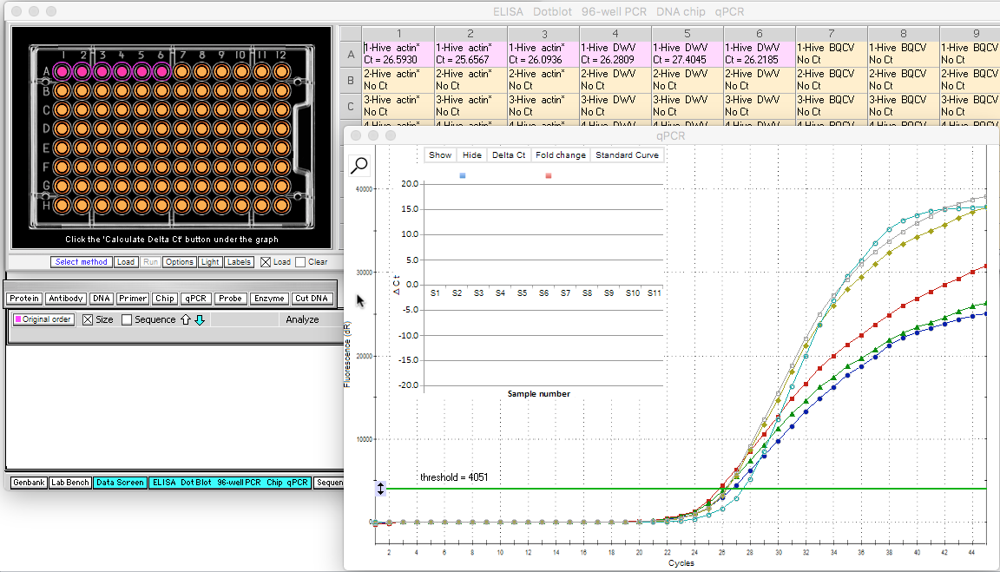 ELISA Dotblot 96-well PCR DNA chip qPCR
1 2 3 4 5 6 7 8 9 10 11 12
A
B
C
D
E
F
G
H
Click the 'Calculate Delta Ct' button under the graph
Select method Load Run Options Light Labels Load Clear
Protein Antibody DNA Primer Chip qPCR Probe Enzyme Cut DNA
Original order Size Sequence Analyze
Genbank Lab Bench Data Screen ELISA Dot Blot 96-well PCR Chip qPCR Sequen
1 2 3 4 5 6 7 8 9
A 1-Hive actin* 1-Hive actin* 1-Hive actin* 1-Hive DWV 1-Hive DWV 1-Hive DWV 1-Hive BQCV 1-Hive BQCV 1-Hive BQCV
Ct = 26.5930 Ct = 25.6567 Ct = 26.0936 Ct = 26.2809 Ct = 27.4045 Ct = 26.2185 No Ct No Ct No Ct
B 2-Hive actin* 2-Hive actin* 2-Hive actin* 2-Hive DWV 2-Hive DWV 2-Hive DWV 2-Hive BQCV 2-Hive BQCV 2-Hive BQCV
No Ct No Ct No Ct No Ct No Ct No Ct No Ct No Ct No Ct
C 3-Hive actin* 3-Hive actin* 3-Hive actin* 3-Hive DWV 3-Hive DWV 3-Hive DWV 3-Hive BQCV 3-Hive BQCV 3-Hive BQCV
No Ct No Ct No Ct No Ct No Ct No Ct No Ct No Ct No Ct
qPCR
Show Hide Delta Ct Fold change Standard Curve
20.0
15.0
10.0
5.0
0.0
-5.0
-10.0
-15.0
-20.0
Δ Ct
S1 S2 S3 S4 S5 S6 S7 S8 S9 S10 S11
Sample number
40000
30000
20000
10000
0
Fluorescence (dR)
threshold = 4051
2 4 6 8 10 12 14 16 18 20 22 24 26 28 30 32 34 36 38 40 42 44
Cycles